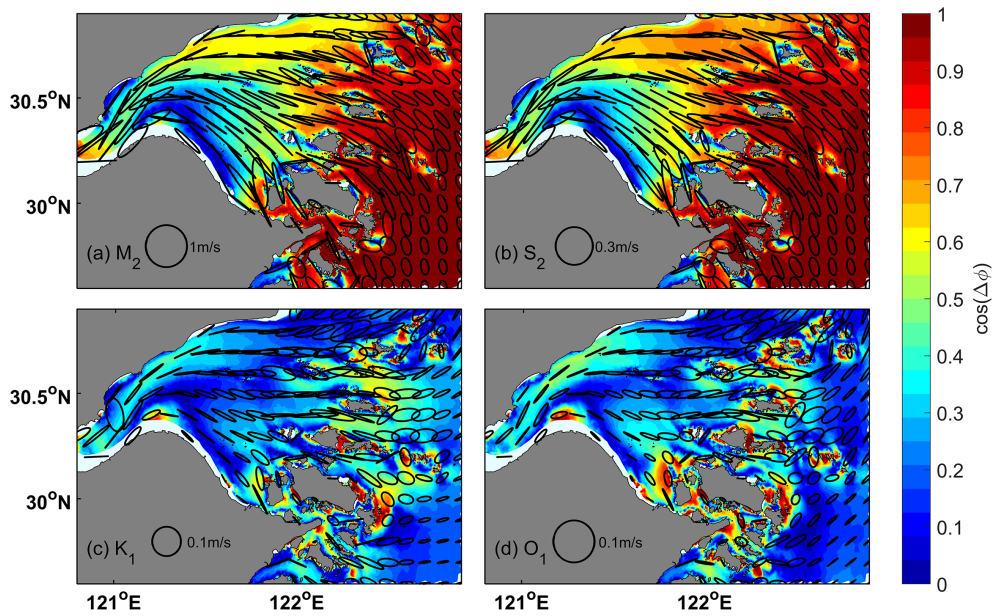 30.5°N
30°N
(a) M₂
1m/s
(b) S₂
0.3m/s
30.5°N
30°N
(c) K₁
0.1m/s
(d) O₁
0.1m/s
121°E
122°E
121°E
122°E
1
0.9
0.8
0.7
0.6
0.5
0.4
0.3
0.2
0.1
0
cos(Δϕ)